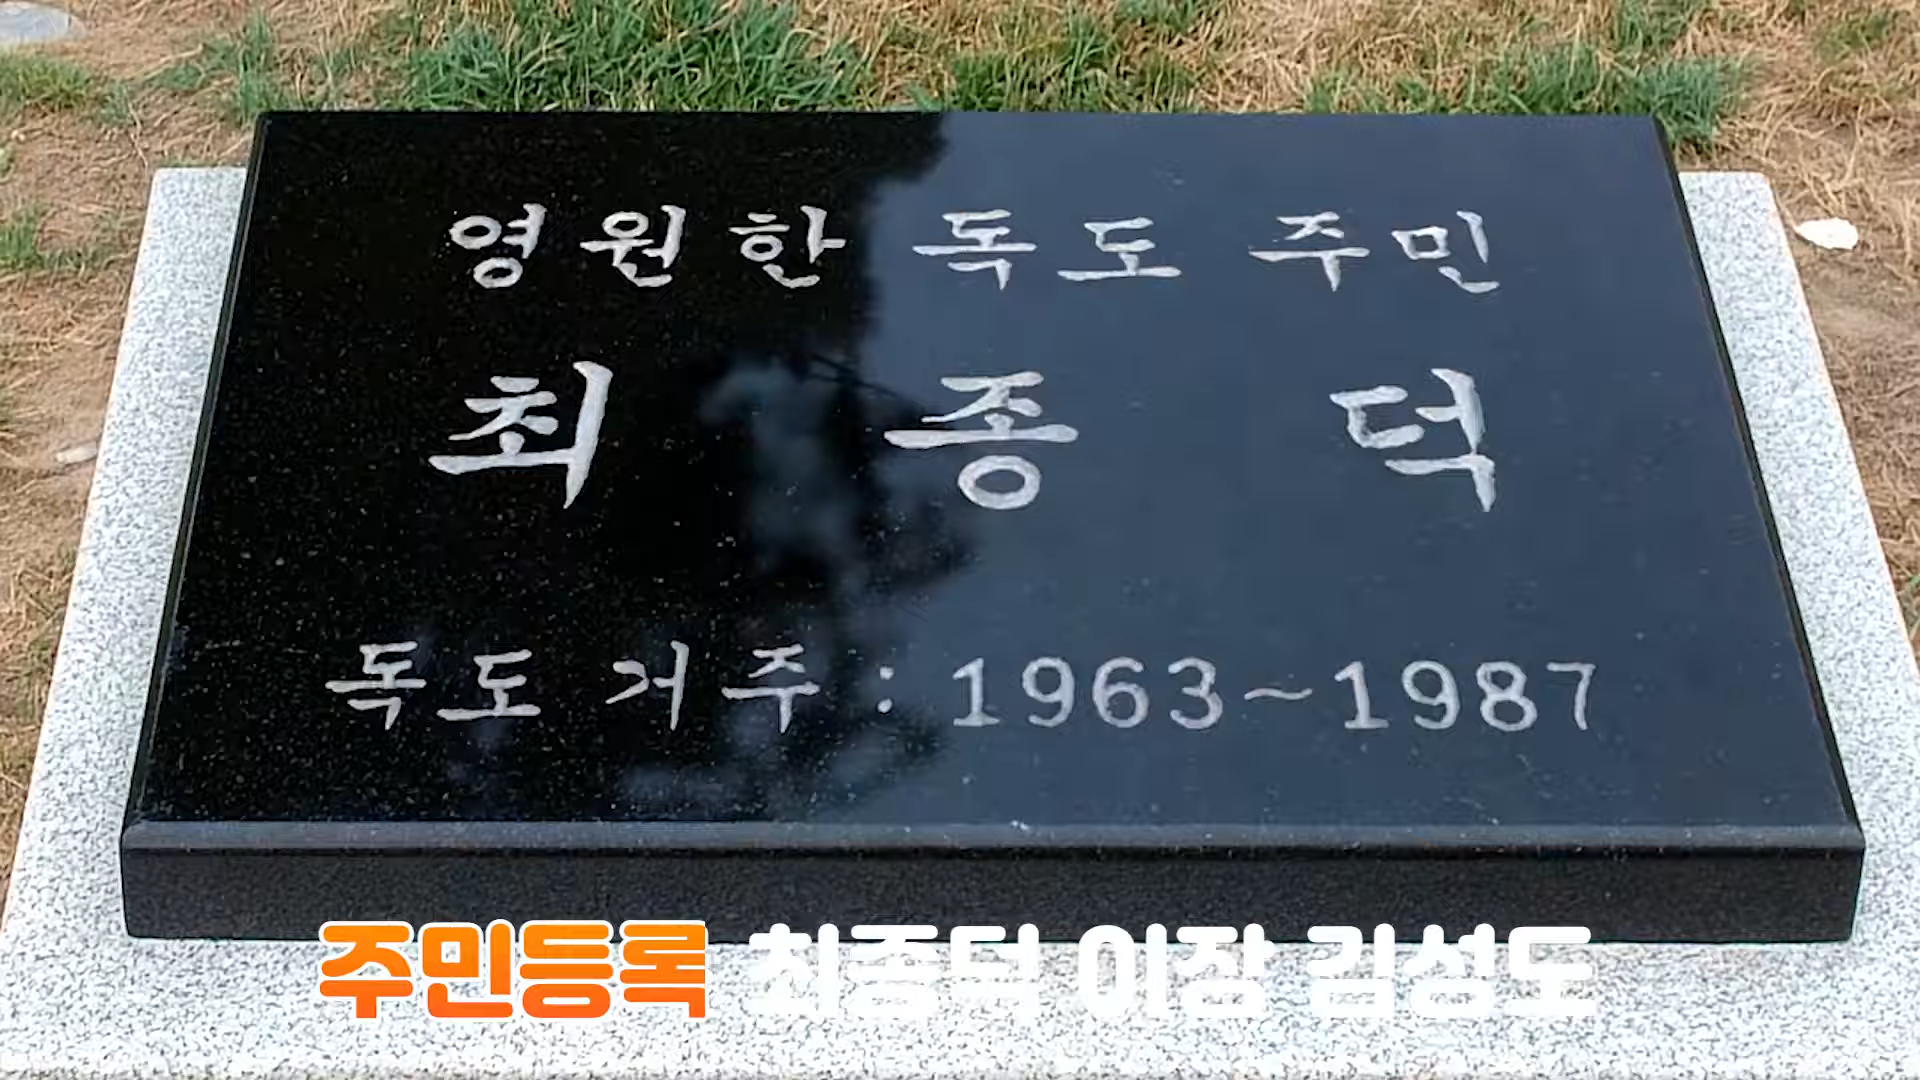 영원한 독도 주민
최종덕
독도 거주 : 1963~1987
주민등록 최종덕 이장 김성도